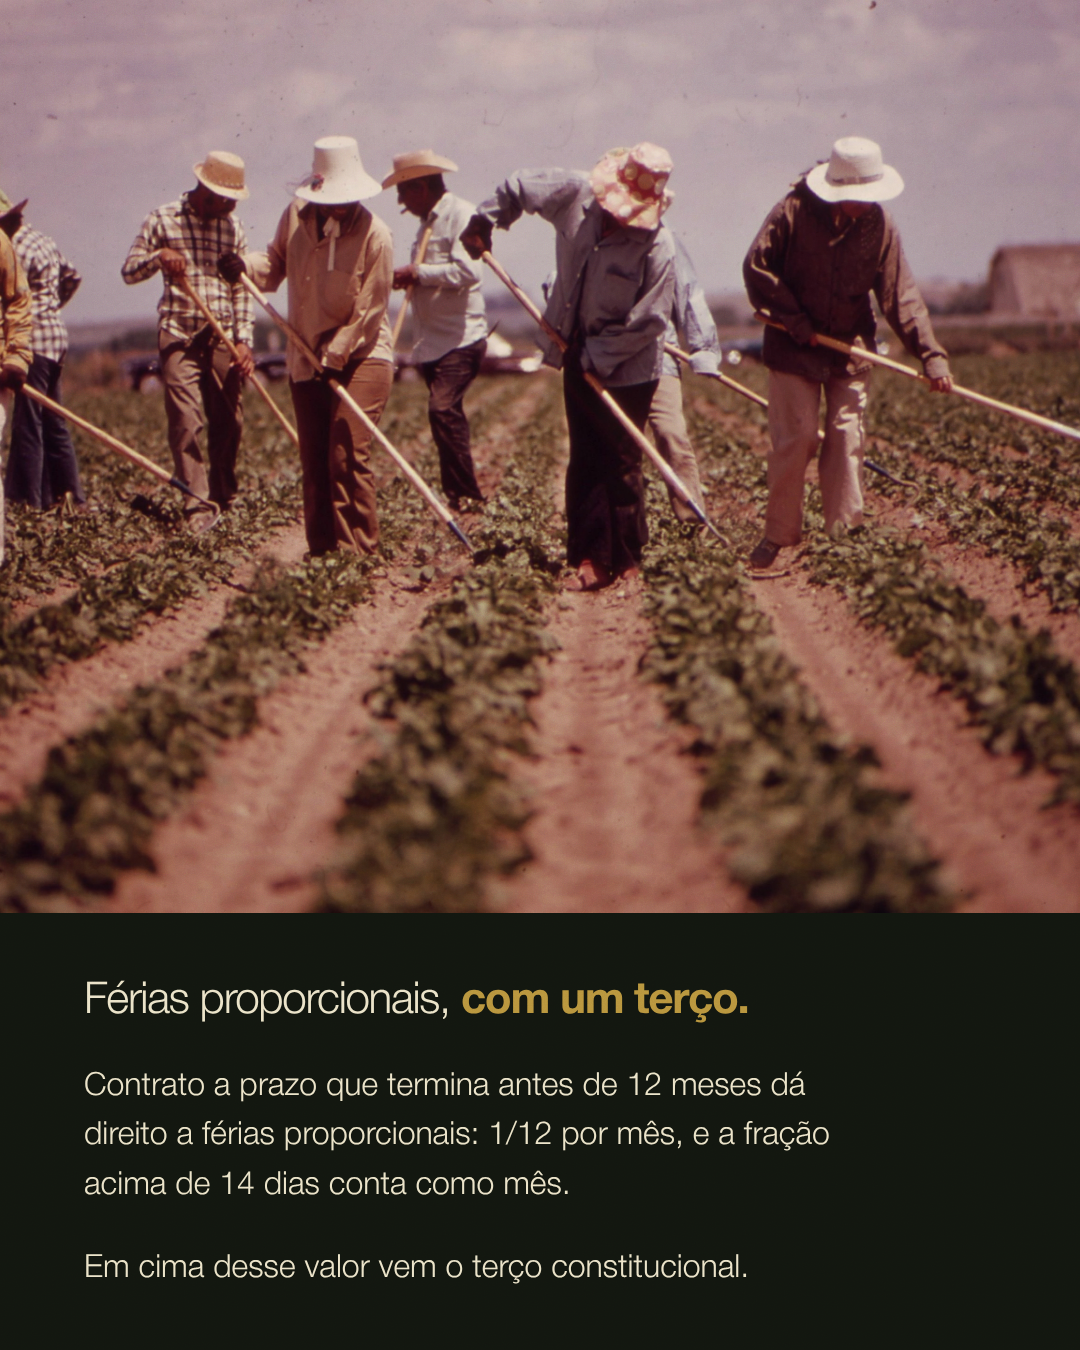 Férias proporcionais, com um terço.
Contrato a prazo que termina antes de 12 meses dá
direito a férias proporcionais: 1/12 por mês, e a fração
acima de 14 dias conta como mês.
Em cima desse valor vem o terço constitucional.